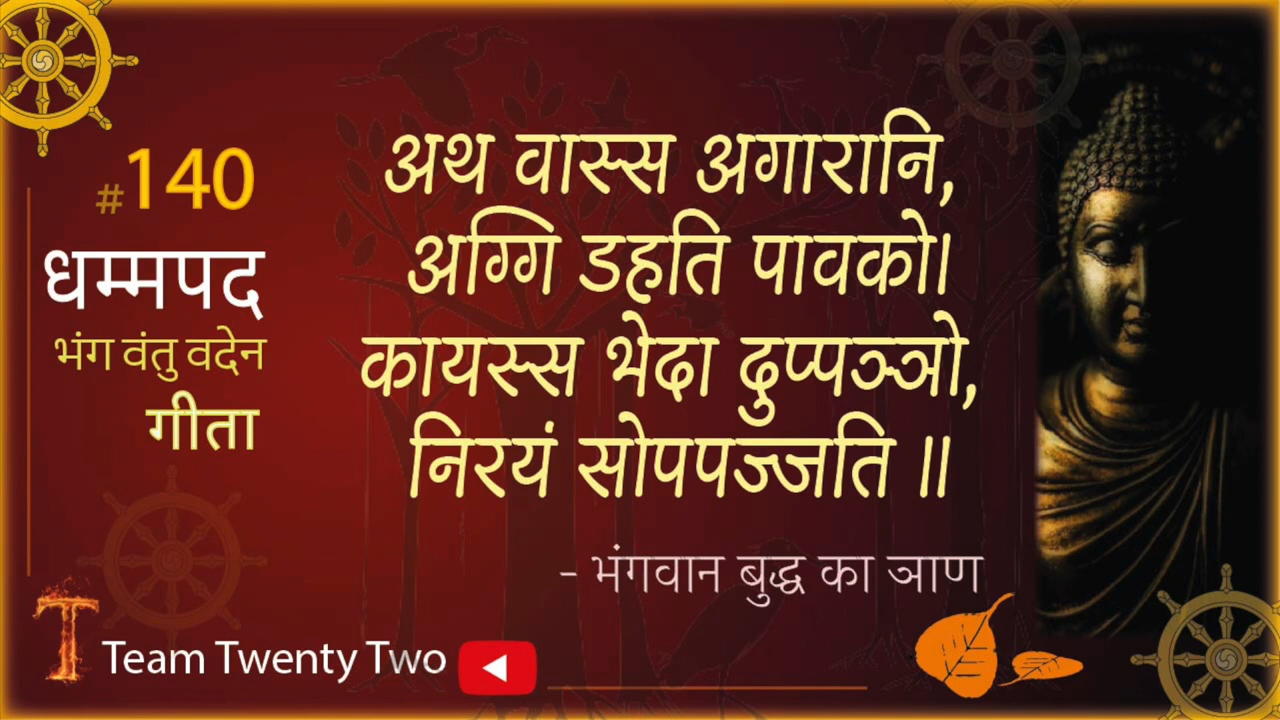 #140
धम्मपद
भंग वंतु वदेन
गीता
अथ वास्स अगारानि,
अग्गि डहति पावको।
कायस्स भेदा दुप्पञ्ञो,
निरयं सोपपज्जति ॥
- भंगवान बुद्ध का ञाण
T Team Twenty Two